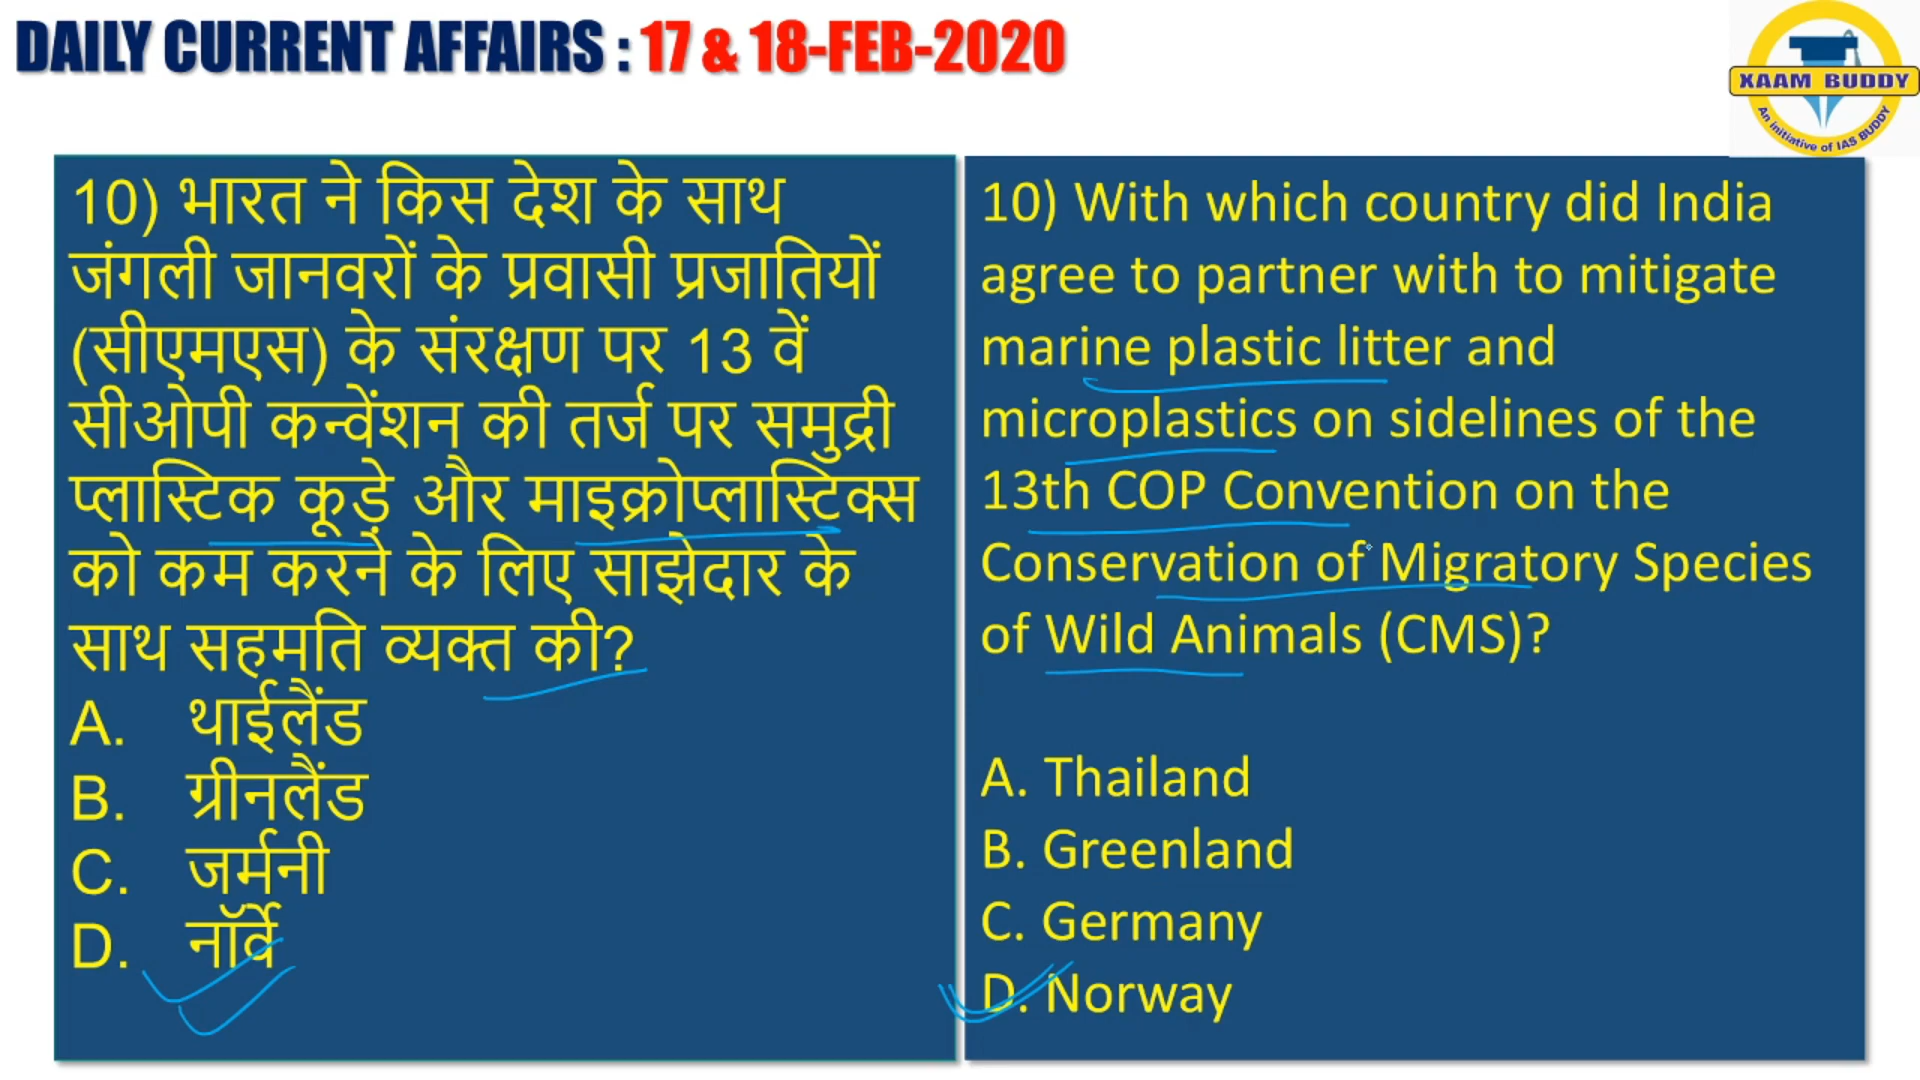 DAILY CURRENT AFFAIRS : 17 & 18-FEB-2020
XAAM BUDDY
An initiative of IAS BUDDY
10) भारत ने किस देश के साथ
जंगली जानवरों के प्रवासी प्रजातियों
(सीएमएस) के संरक्षण पर 13 वें
सीओपी कन्वेंशन की तर्ज पर समुद्री
प्लास्टिक कूड़े और माइक्रोप्लास्टिक्स
को कम करने के लिए साझेदार के
साथ सहमति व्यक्त की?
A. थाईलैंड
B. ग्रीनलैंड
C. जर्मनी
D. नॉर्वे
10) With which country did India
agree to partner with to mitigate
marine plastic litter and
microplastics on sidelines of the
13th COP Convention on the
Conservation of Migratory Species
of Wild Animals (CMS)?
A. Thailand
B. Greenland
C. Germany
D. Norway